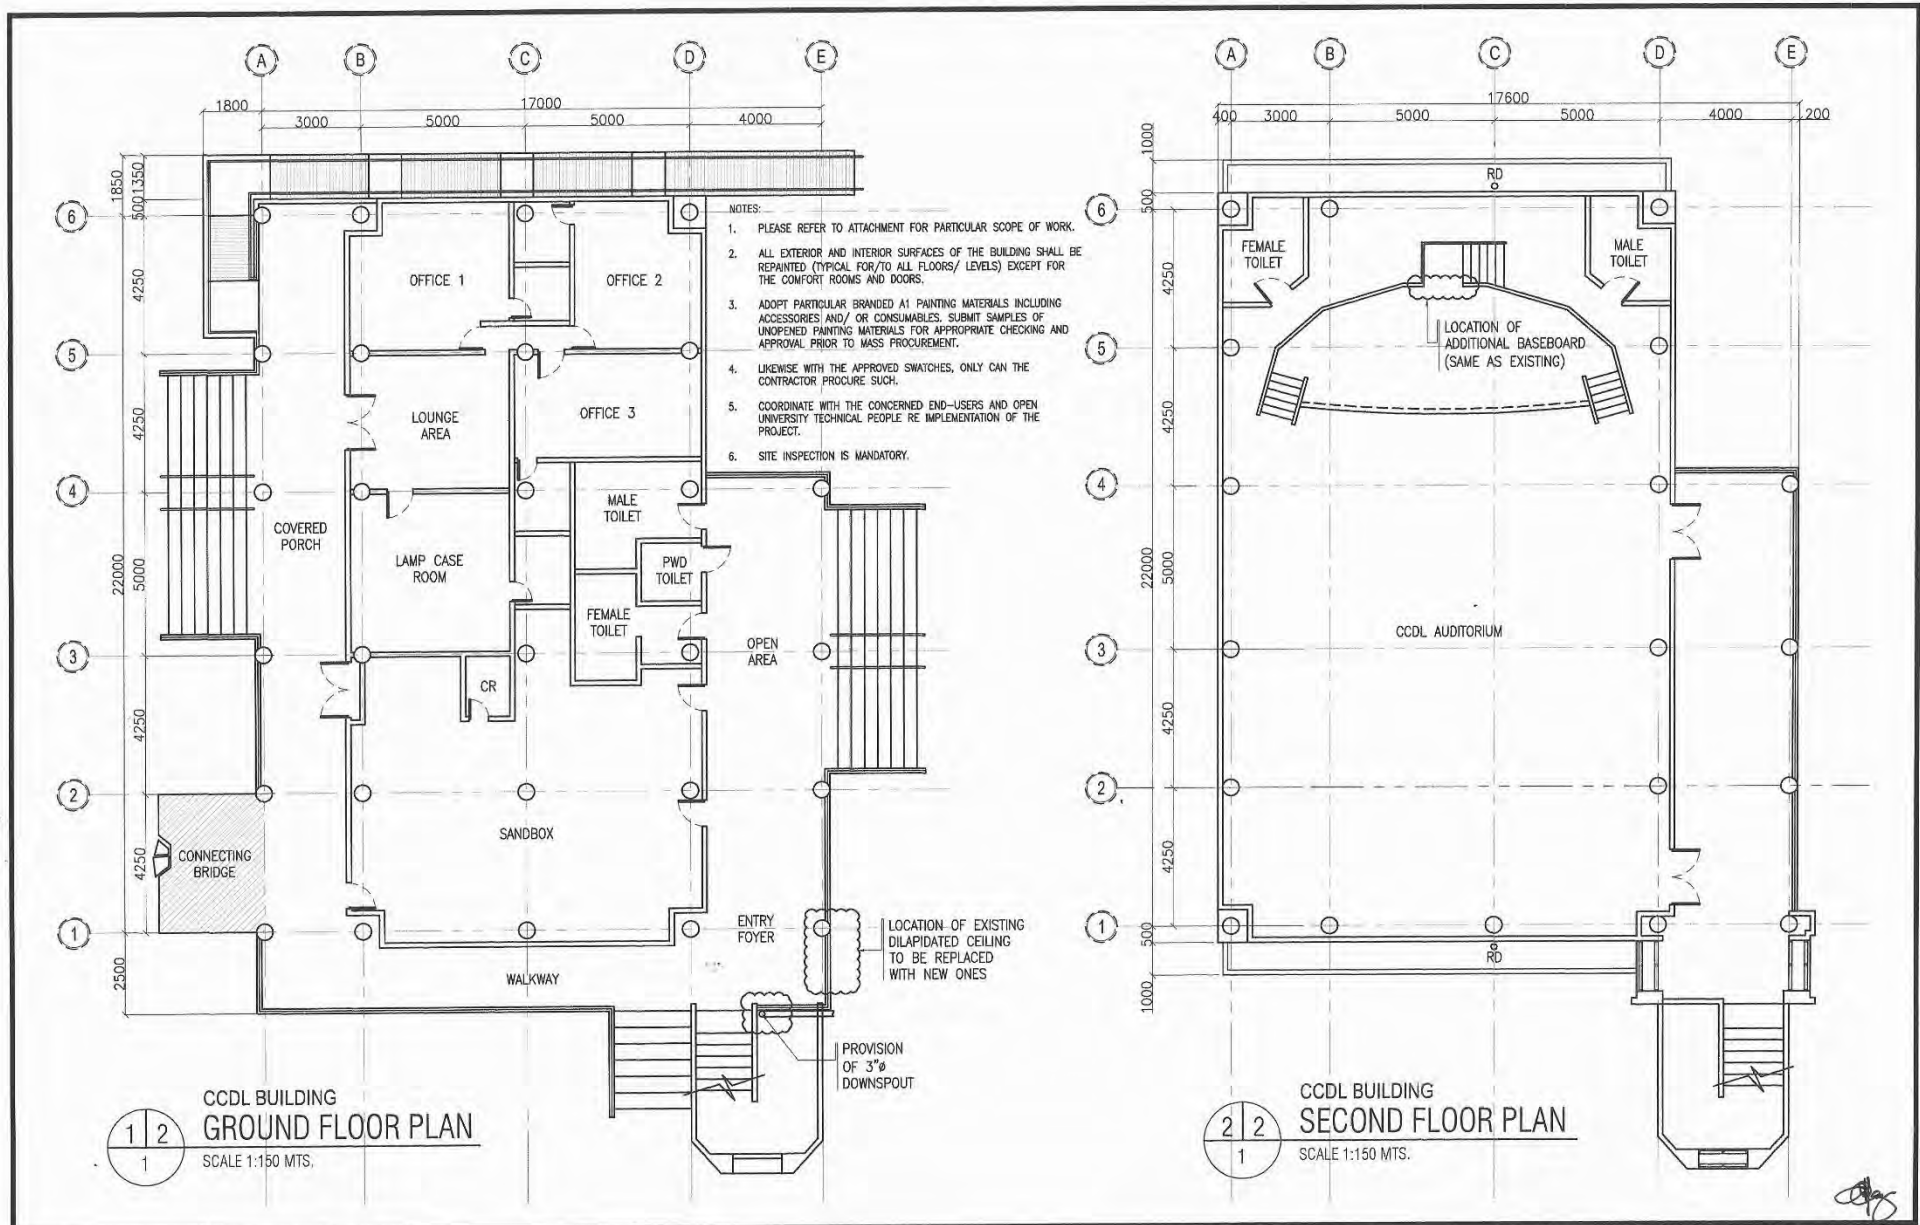 A
B
C
D
E
1800
17000
3000
5000
5000
4000
1850
1350
500
6
4250
5
4250
4
22000
5000
3
4250
2
4250
1
2500
OFFICE 1
OFFICE 2
LOUNGE
AREA
OFFICE 3
COVERED
PORCH
MALE
TOILET
LAMP CASE
ROOM
PWD
TOILET
FEMALE
TOILET
OPEN
AREA
CR
SANDBOX
CONNECTING
BRIDGE
ENTRY
FOYER
WALKWAY
LOCATION OF EXISTING
DILAPIDATED CEILING
TO BE REPLACED
WITH NEW ONES
PROVISION
OF 3"ø
DOWNSPOUT
NOTES:
1. PLEASE REFER TO ATTACHMENT FOR PARTICULAR SCOPE OF WORK.
2. ALL EXTERIOR AND INTERIOR SURFACES OF THE BUILDING SHALL BE
REPAINTED (TYPICAL FOR/TO ALL FLOORS/ LEVELS) EXCEPT FOR
THE COMFORT ROOMS AND DOORS.
3. ADOPT PARTICULAR BRANDED A1 PAINTING MATERIALS INCLUDING
ACCESSORIES AND/ OR CONSUMABLES. SUBMIT SAMPLES OF
UNOPENED PAINTING MATERIALS FOR APPROPRIATE CHECKING AND
APPROVAL PRIOR TO MASS PROCUREMENT.
4. LIKEWISE WITH THE APPROVED SWATCHES, ONLY CAN THE
CONTRACTOR PROCURE SUCH.
5. COORDINATE WITH THE CONCERNED END-USERS AND OPEN
UNIVERSITY TECHNICAL PEOPLE RE IMPLEMENTATION OF THE
PROJECT.
6. SITE INSPECTION IS MANDATORY.
1 2
1
CCDL BUILDING
GROUND FLOOR PLAN
SCALE 1:150 MTS.
A
B
C
D
E
17600
400
3000
5000
5000
4000
200
1000
500
6
4250
5
4250
4
22000
5000
3
4250
2
4250
1
500
1000
RD
FEMALE
TOILET
MALE
TOILET
LOCATION OF
ADDITIONAL BASEBOARD
(SAME AS EXISTING)
CCDL AUDITORIUM
RD
2 2
1
CCDL BUILDING
SECOND FLOOR PLAN
SCALE 1:150 MTS.